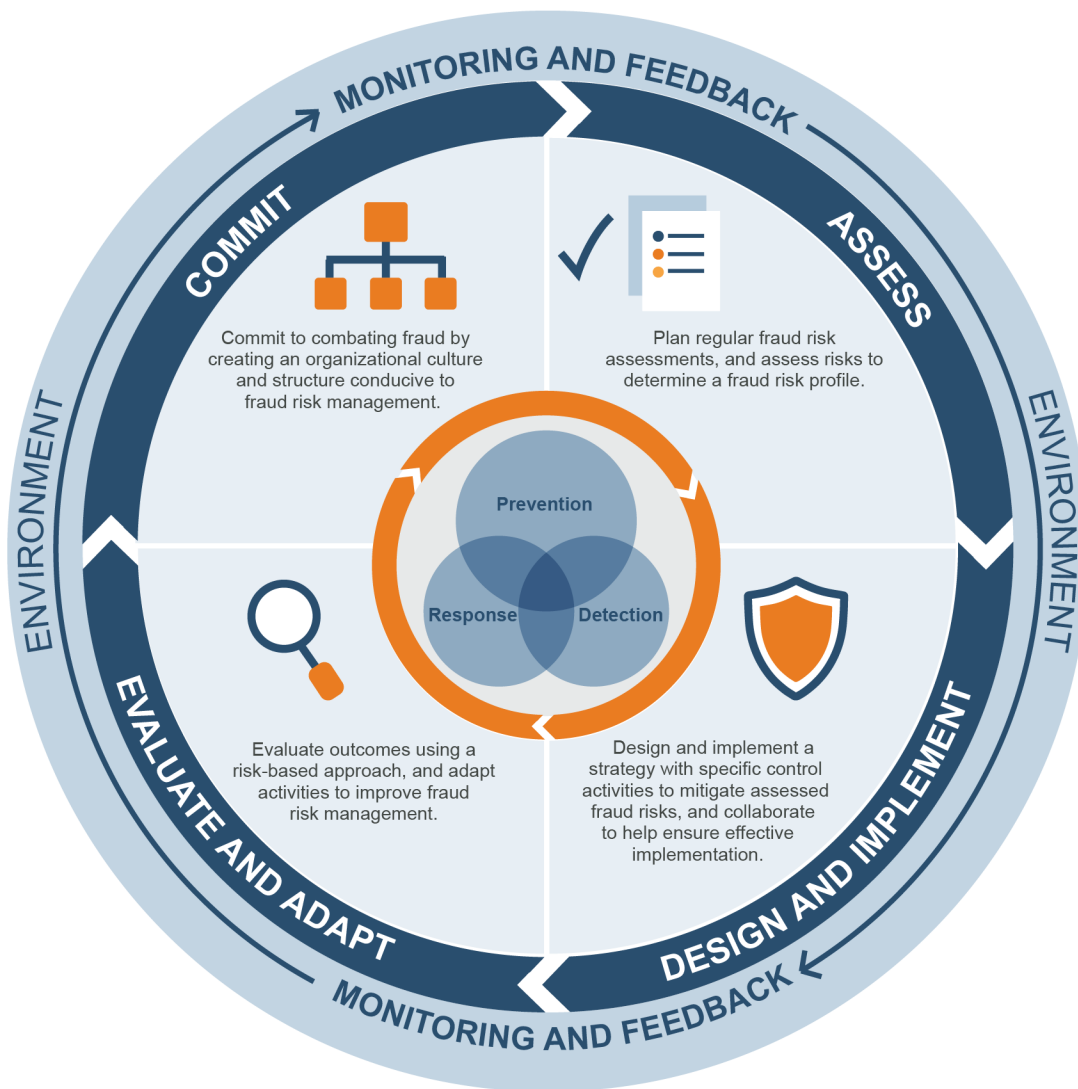 MONITORING AND FEEDBACK
COMMIT
ASSESS
Commit to combating fraud by
creating an organizational culture
and structure conducive to
fraud risk management.
Plan regular fraud risk
assessments, and assess risks to
determine a fraud risk profile.
ENVIRONMENT
ENVIRONMENT
Prevention
Response
Detection
Evaluate outcomes using a
risk-based approach, and adapt
activities to improve fraud
risk management.
Design and implement a
strategy with specific control
activities to mitigate assessed
fraud risks, and collaborate
to help ensure effective
implementation.
EVALUATE AND ADAPT
DESIGN AND IMPLEMENT
MONITORING AND FEEDBACK